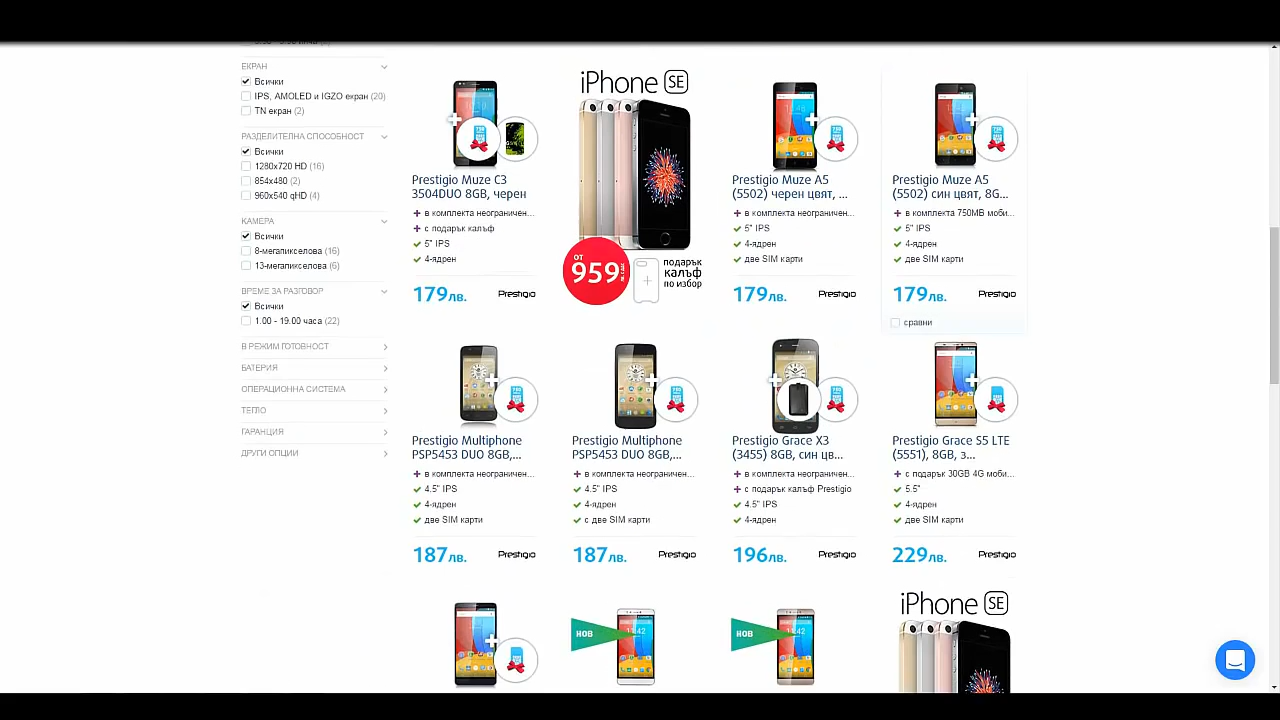 ЕКРАН
Всички
IPS, AMOLED и IGZO екран (20)
TN екран (2)
РАЗДЕЛИТЕЛНА СПОСОБНОСТ
Всички
1280x720 HD (16)
854x480 (2)
960x540 qHD (4)
КАМЕРА
Всички
8-мегапикселова (16)
13-мегапикселова (6)
ВРЕМЕ ЗА РАЗГОВОР
Всички
1.00 - 19.00 часа (22)
В РЕЖИМ ГОТОВНОСТ
БАТЕРИЯ
ОПЕРАЦИОННА СИСТЕМА
ТЕГЛО
ГАРАНЦИЯ
ДРУГИ ОПЦИИ
Prestigio Muze C3
3504DUO 8GB, черен
в комплекта неограничен...
с подарък калъф
5" IPS
4-ядрен
179лв.
Prestigio
iPhone SE
от
959
подарък
калъф
по избор
Prestigio Muze A5
(5502) черен цвят, ...
в комплекта неограничен...
5" IPS
4-ядрен
две SIM карти
179лв.
Prestigio
Prestigio Muze A5
(5502) син цвят, 8G...
в комплекта 750MB моби...
5" IPS
4-ядрен
две SIM карти
179лв.
Prestigio
сравни
Prestigio Multiphone
PSP5453 DUO 8GB,...
в комплекта неограничен...
4.5" IPS
4-ядрен
две SIM карти
187лв.
Prestigio
Prestigio Multiphone
PSP5453 DUO 8GB,...
в комплекта неограничен...
4.5" IPS
4-ядрен
с две SIM карти
187лв.
Prestigio
Prestigio Grace X3
(3455) 8GB, син цв...
в комплекта неограничен...
с подарък калъф Prestigio
4.5" IPS
4-ядрен
196лв.
Prestigio
Prestigio Grace S5 LTE
(5551), 8GB, з...
с подарък 30GB 4G моби...
5.5"
4-ядрен
две SIM карти
229лв.
Prestigio
НОВ
НОВ
iPhone SE